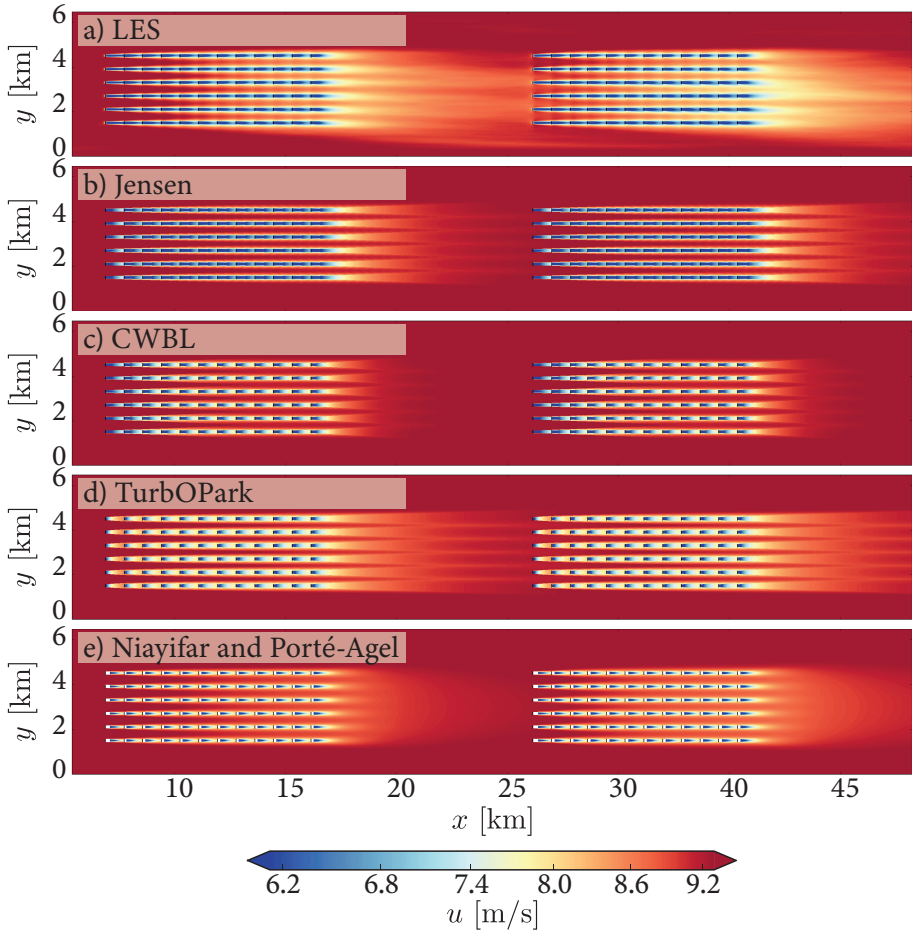 a) LES
6
4
2
0
y [km]
b) Jensen
6
4
2
0
y [km]
c) CWBL
6
4
2
0
y [km]
d) TurbOPark
6
4
2
0
y [km]
e) Niayifar and Porté-Agel
6
4
2
0
y [km]
10 15 20 25 30 35 40 45
x [km]
6.2 6.8 7.4 8.0 8.6 9.2
u [m/s]